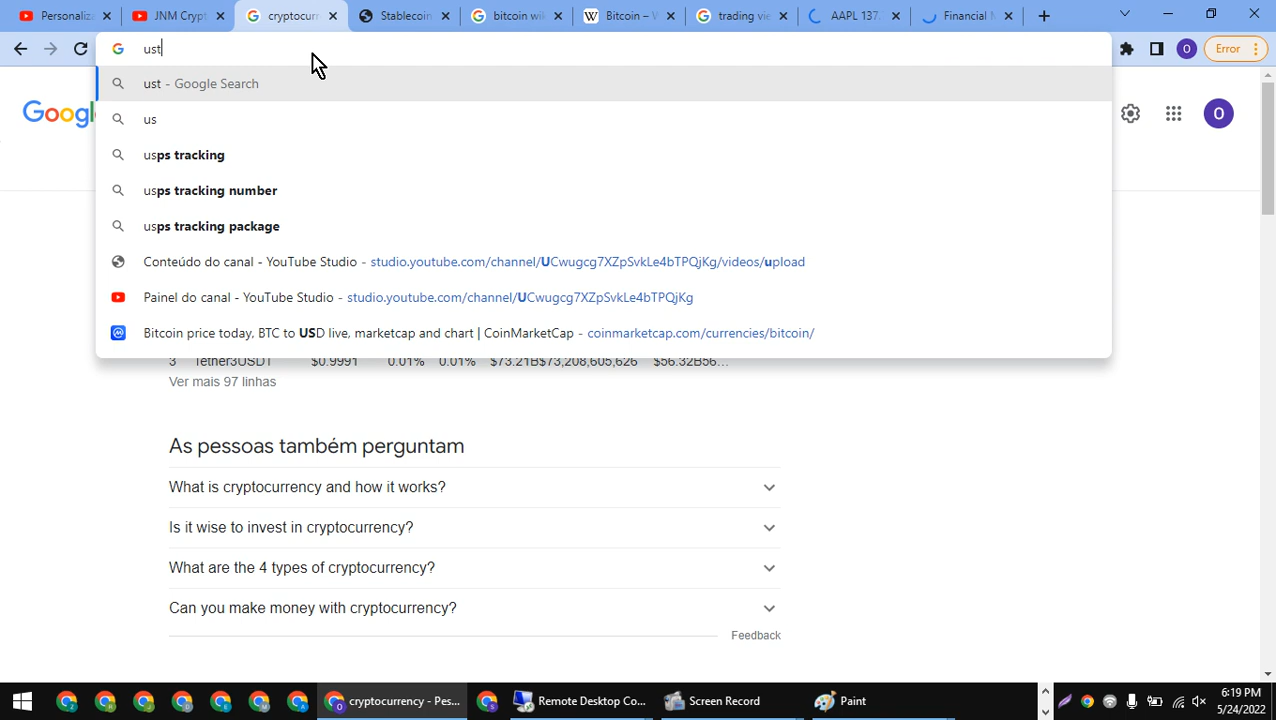 Personaliz
JNM Crypt
cryptocurr
Stablecoin
bitcoin wik
Bitcoin – W
trading vie
AAPL 137.
Financial M
ust
Error
ust - Google Search
us
usps tracking
usps tracking number
usps tracking package
Conteúdo do canal - YouTube Studio - studio.youtube.com/channel/UCwugcg7XZpSvkLe4bTPQjKg/videos/upload
Painel do canal - YouTube Studio - studio.youtube.com/channel/UCwugcg7XZpSvkLe4bTPQjKg
Bitcoin price today, BTC to USD live, marketcap and chart | CoinMarketCap - coinmarketcap.com/currencies/bitcoin/
Googl
O
O
3 Tether3USDT $0.9991 0.01% 0.01% $73.21B$73,208,605,626 $56.32B56...
Ver mais 97 linhas
As pessoas também perguntam
What is cryptocurrency and how it works?
Is it wise to invest in cryptocurrency?
What are the 4 types of cryptocurrency?
Can you make money with cryptocurrency?
Feedback
cryptocurrency - Pes...
Remote Desktop Co...
Screen Record
Paint
6:19 PM
5/24/2022